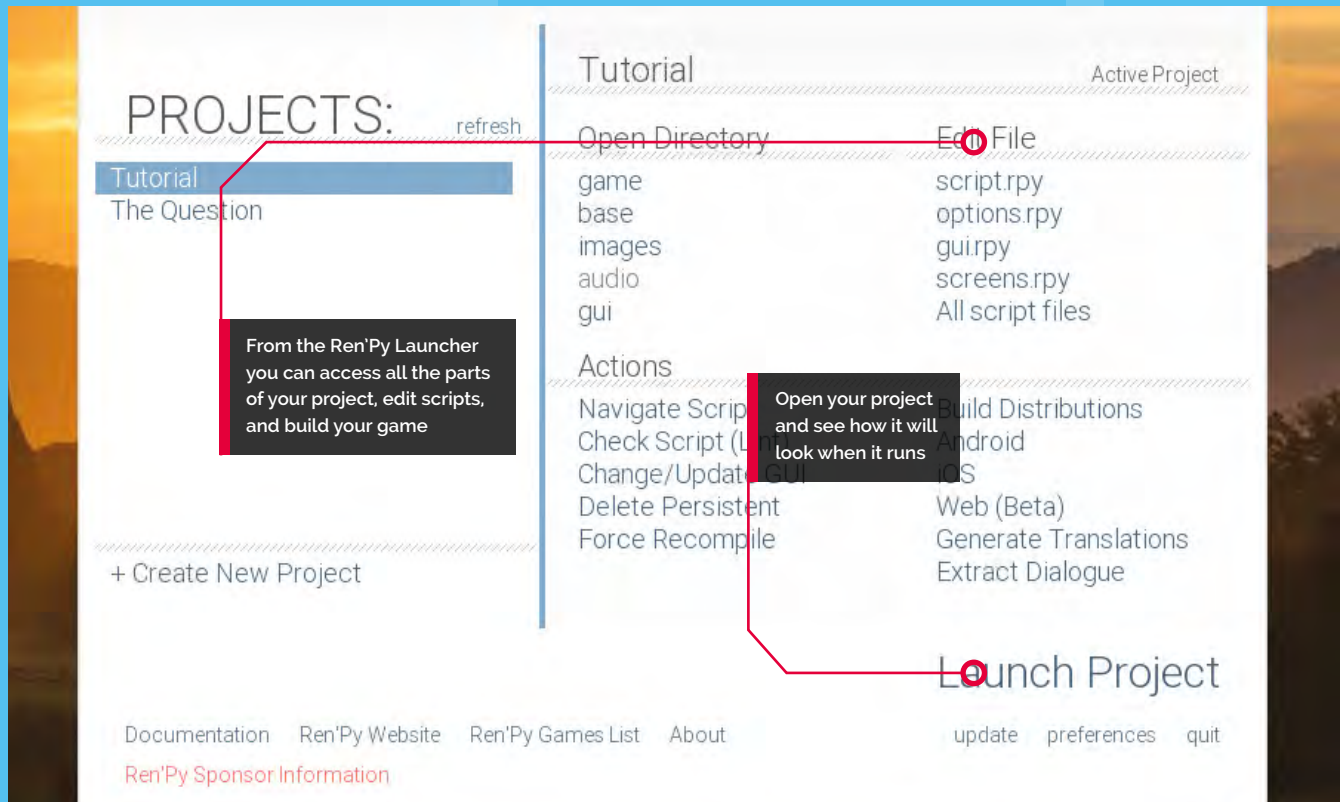 PROJECTS:
refresh
Tutorial
The Question
From the Ren'Py Launcher
you can access all the parts
of your project, edit scripts,
and build your game
+ Create New Project
Tutorial
Active Project
Open Directory
game
base
images
audio
gui
Edit File
script.rpy
options.rpy
gui.rpy
screens.rpy
All script files
Actions
Navigate Script
Check Script (Lint)
Change/Update GUI
Delete Persistent
Force Recompile
Open your project
and see how it will
look when it runs
Build Distributions
Android
iOS
Web (Beta)
Generate Translations
Extract Dialogue
Launch Project
Documentation
Ren'Py Website
Ren'Py Games List
About
update
preferences
quit
Ren'Py Sponsor Information